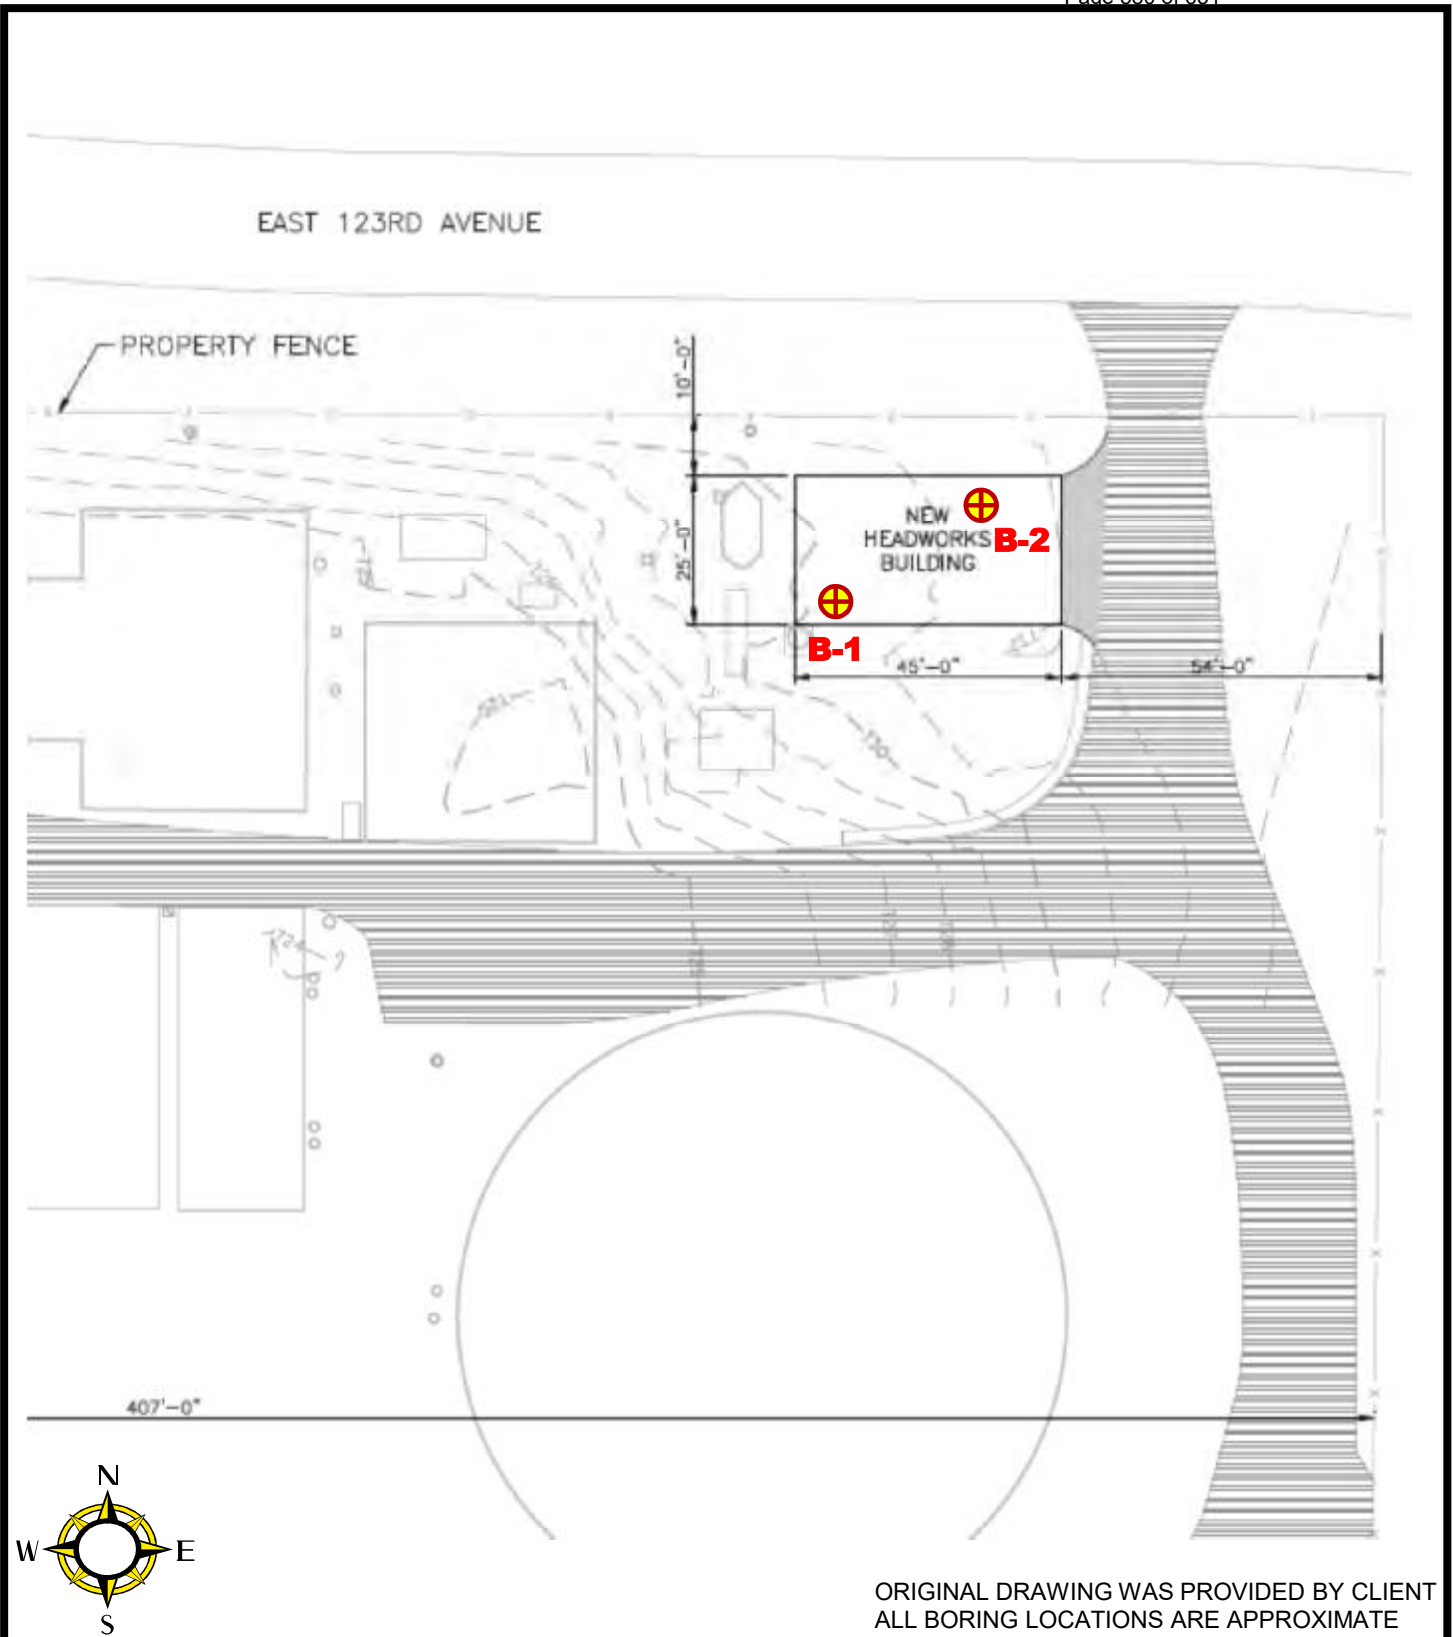 EAST 123RD AVENUE
PROPERTY FENCE
10'-0"
25'-0"
NEW
HEADWORKS
BUILDING
B-2
B-1
45'-0"
54'-0"
730
407'-0"
N
W E
S
ORIGINAL DRAWING WAS PROVIDED BY CLIENT
ALL BORING LOCATIONS ARE APPROXIMATE